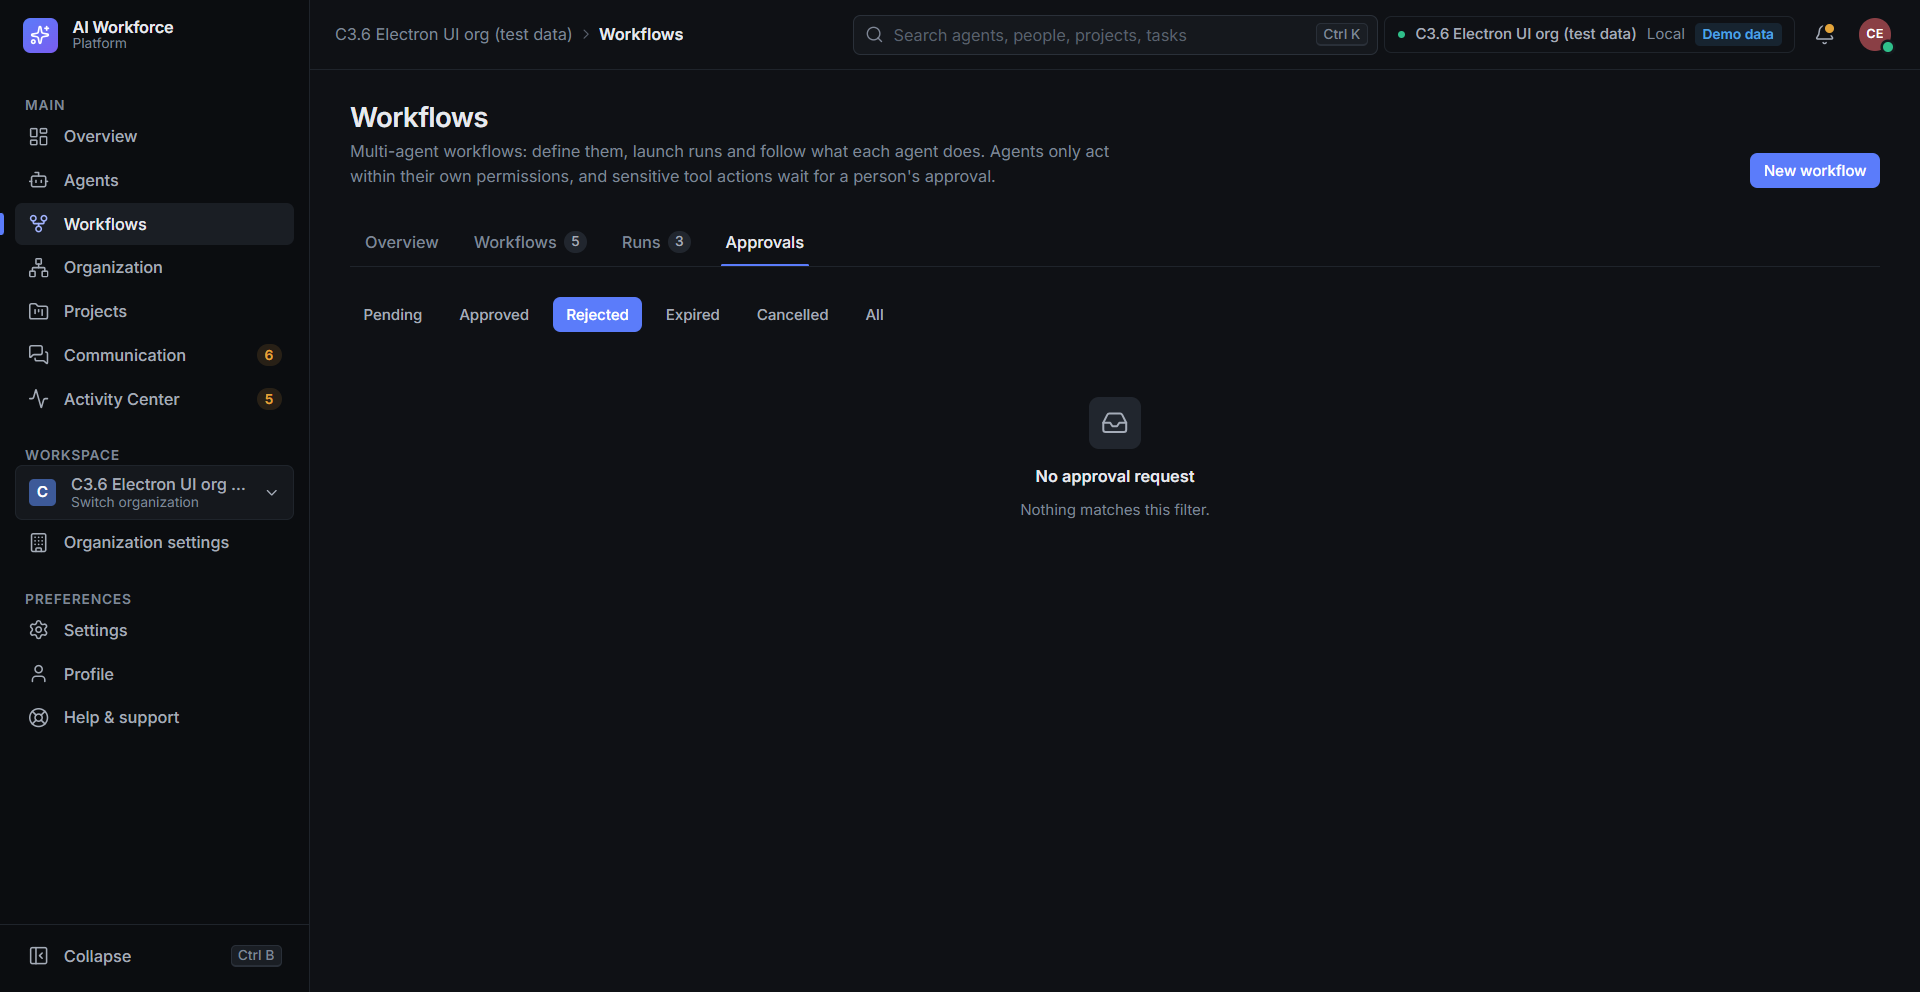 AI Workforce
Platform
MAIN
Overview
Agents
Workflows
Organization
Projects
Communication 6
Activity Center 5
WORKSPACE
C C3.6 Electron UI org ...
Switch organization
Organization settings
PREFERENCES
Settings
Profile
Help & support
Collapse Ctrl B
C3.6 Electron UI org (test data) > Workflows
Search agents, people, projects, tasks Ctrl K
C3.6 Electron UI org (test data) Local Demo data
CE
Workflows
Multi-agent workflows: define them, launch runs and follow what each agent does. Agents only act
within their own permissions, and sensitive tool actions wait for a person's approval.
New workflow
Overview Workflows 5 Runs 3 Approvals
Pending Approved Rejected Expired Cancelled All
No approval request
Nothing matches this filter.